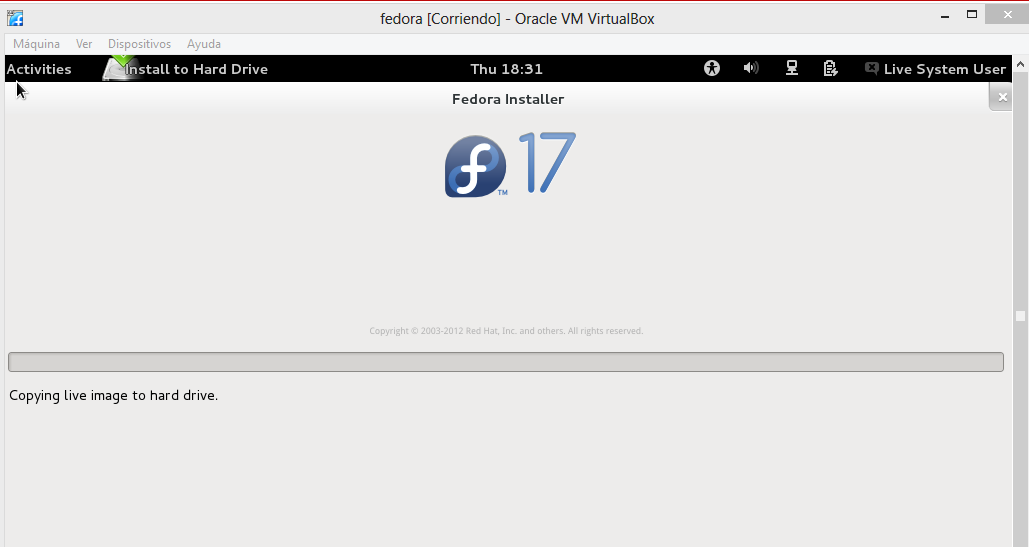 fedora [Corriendo] - Oracle VM VirtualBox
Máquina Ver Dispositivos Ayuda
Activities Install to Hard Drive Thu 18:31 Live System User
Fedora Installer
17
TM
Copyright © 2003-2012 Red Hat, Inc. and others. All rights reserved.
Copying live image to hard drive.